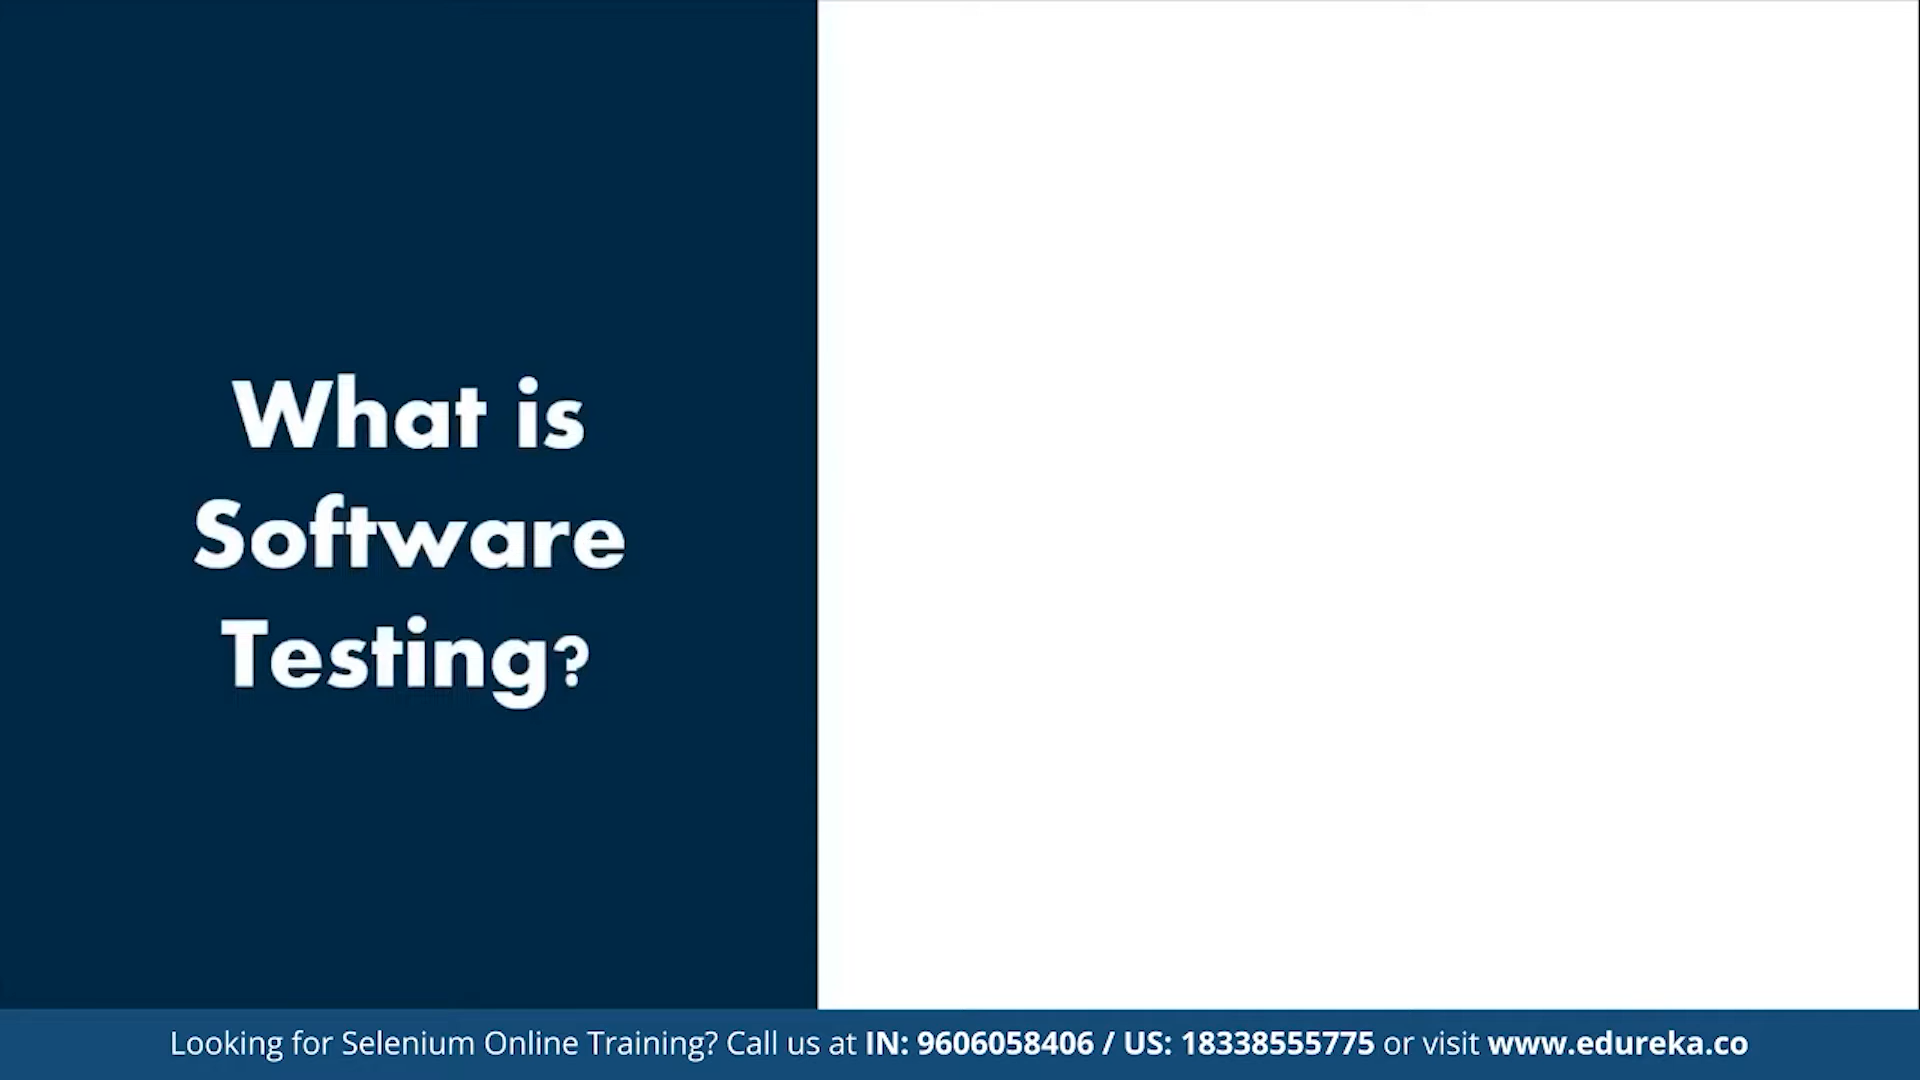 What is
Software
Testing?
Looking for Selenium Online Training? Call us at IN: 9606058406 / US: 18338555775 or visit www.edureka.co